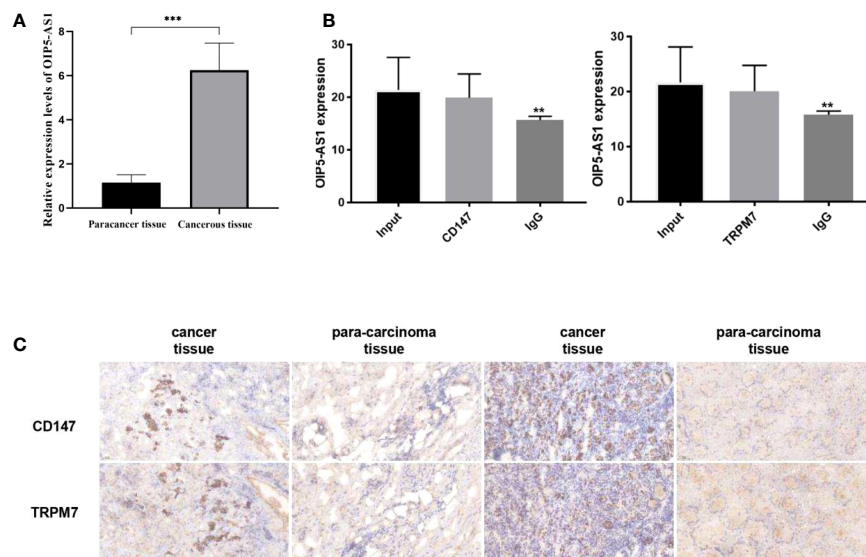 A
Relative expression levels of OIP5-AS1
8
6
4
2
0
***
Paracancer tissue
Cancerous tissue
B
OIP5-AS1 expression
30
20
10
0
**
Input
CD147
IgG
OIP5-AS1 expression
30
20
10
0
**
Input
TRPM7
IgG
C
cancer
tissue
para-carcinoma
tissue
cancer
tissue
para-carcinoma
tissue
CD147
TRPM7